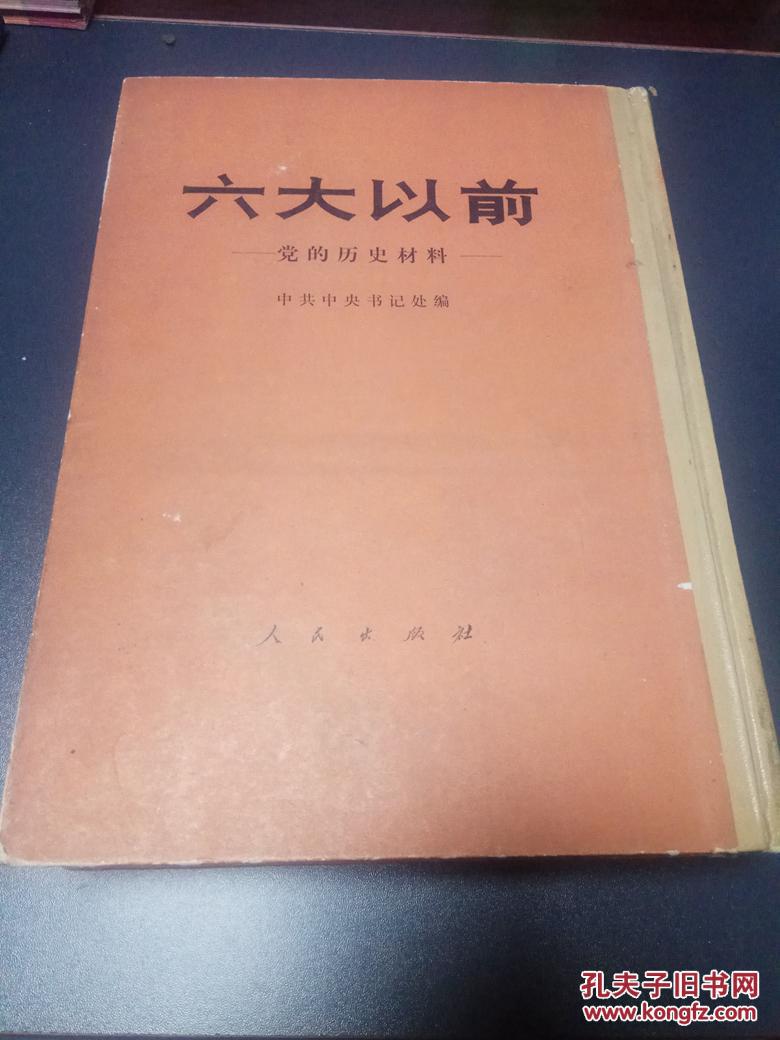 六大以前
——党的历史材料——
中共中央书记处编
人民出版社
孔夫子旧书网
www.kongfz.com